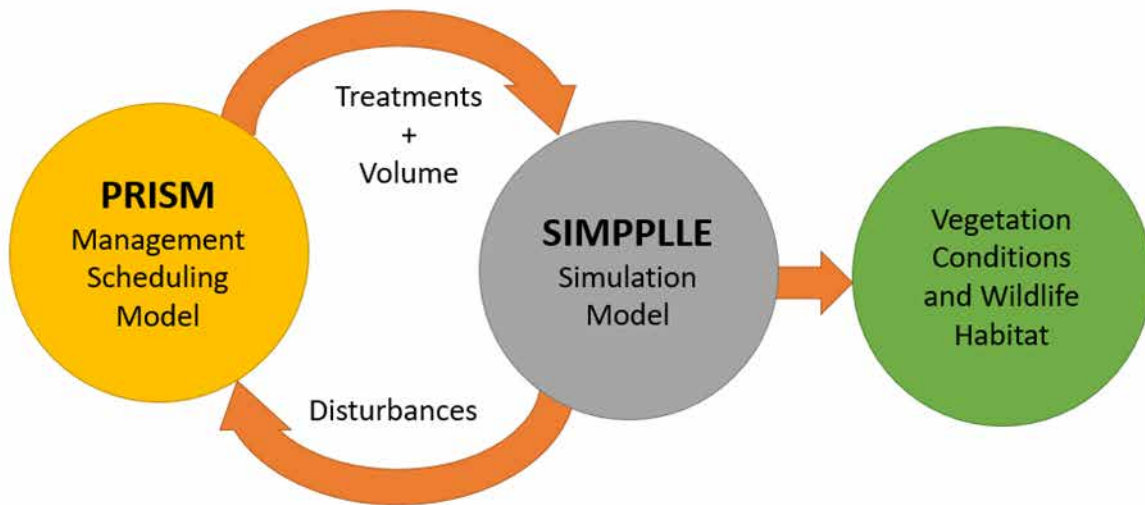 PRISM
Management
Scheduling
Model
Treatments
+
Volume
Disturbances
SIMPPLLE
Simulation
Model
Vegetation
Conditions
and Wildlife
Habitat